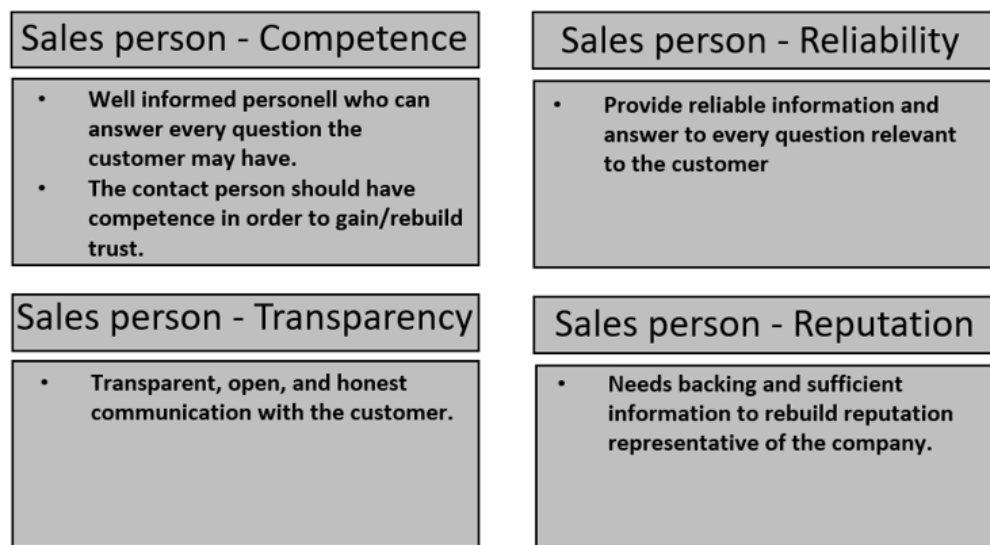 Sales person - Competence
• Well informed personell who can
answer every question the
customer may have.
• The contact person should have
competence in order to gain/rebuild
trust.
Sales person - Reliability
• Provide reliable information and
answer to every question relevant
to the customer
Sales person - Transparency
• Transparent, open, and honest
communication with the customer.
Sales person - Reputation
• Needs backing and sufficient
information to rebuild reputation
representative of the company.